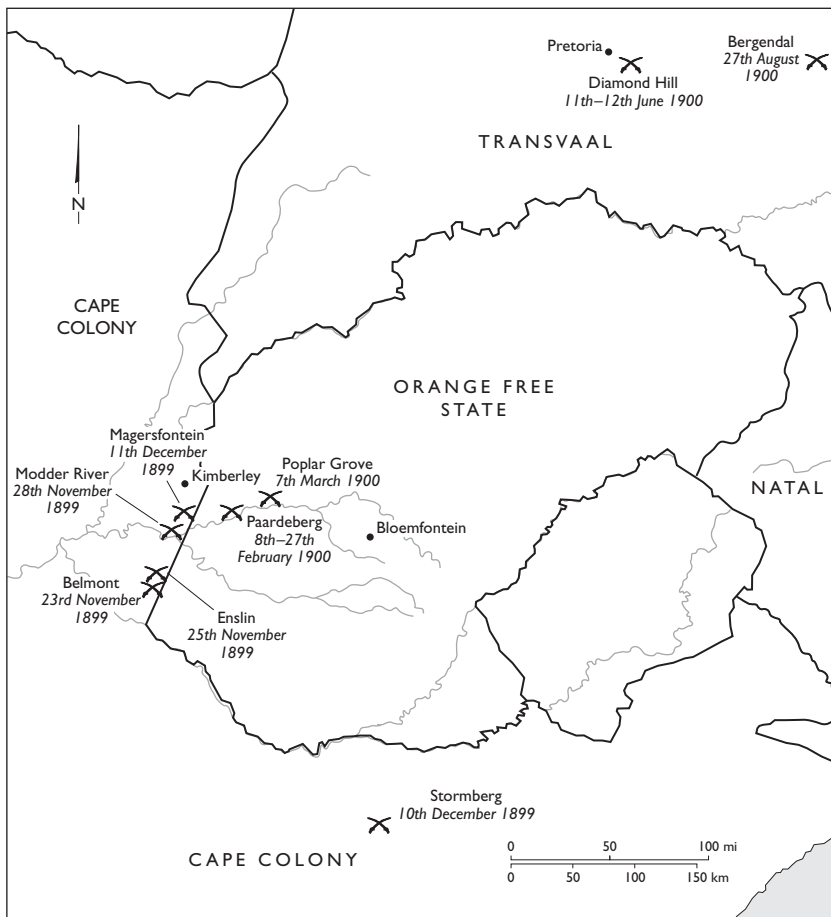 Pretoria
Bergendal
27th August
1900
Diamond Hill
11th–12th June 1900
TRANSVAAL
N
CAPE
COLONY
ORANGE FREE
STATE
Magersfontein
11th December
1899
Kimberley
Modder River
28th November
1899
Poplar Grove
7th March 1900
NATAL
Paardeberg
8th–27th
February 1900
Bloemfontein
Belmont
23rd November
1899
Enslin
25th November
1899
Stormberg
10th December 1899
CAPE COLONY
0 50 100 mi
0 50 100 150 km